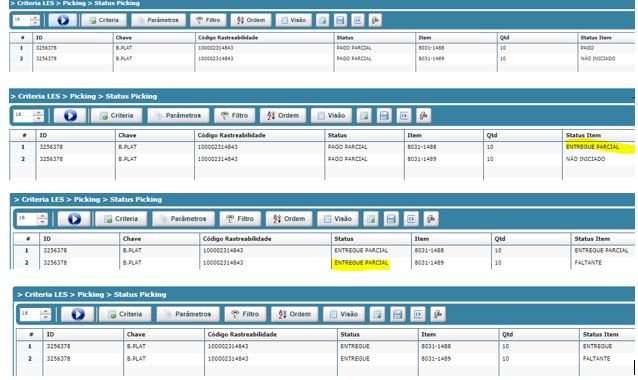 > Criteria LES > Picking > Status Picking
16 Criteria Parámetros Filtro Ordem Visão
# ID Chave Código Rastreabilidade Status Item Qtd Status Item
1 3256378 B.PLAT 100002314843 PAGO PARCIAL 8031-1488 10 PAGO
2 3256378 B.PLAT 100002314843 PAGO PARCIAL 8031-1489 10 NÃO INICIADO
> Criteria LES > Picking > Status Picking
16 Criteria Parámetros Filtro Ordem Visão
# ID Chave Código Rastreabilidade Status Item Qtd Status Item
1 3256378 B.PLAT 100002314843 PAGO PARCIAL 8031-1488 10 ENTREGUE PARCIAL
2 3256378 B.PLAT 100002314843 PAGO PARCIAL 8031-1489 10 NÃO INICIADO
> Criteria LES > Picking > Status Picking
16 Criteria Parámetros Filtro Ordem Visão
# ID Chave Código Rastreabilidade Status Item Qtd Status Item
1 3256378 B.PLAT 100002314843 ENTREGUE PARCIAL 8031-1488 10 ENTREGUE PARCIAL
2 3256378 B.PLAT 100002314843 ENTREGUE PARCIAL 8031-1489 10 FALTANTE
> Criteria LES > Picking > Status Picking
16 Criteria Parámetros Filtro Ordem Visão
# ID Chave Código Rastreabilidade Status Item Qtd Status Item
1 3256378 B.PLAT 100002314843 ENTREGUE 8031-1488 10 ENTREGUE
2 3256378 B.PLAT 100002314843 ENTREGUE 8031-1489 10 FALTANTE